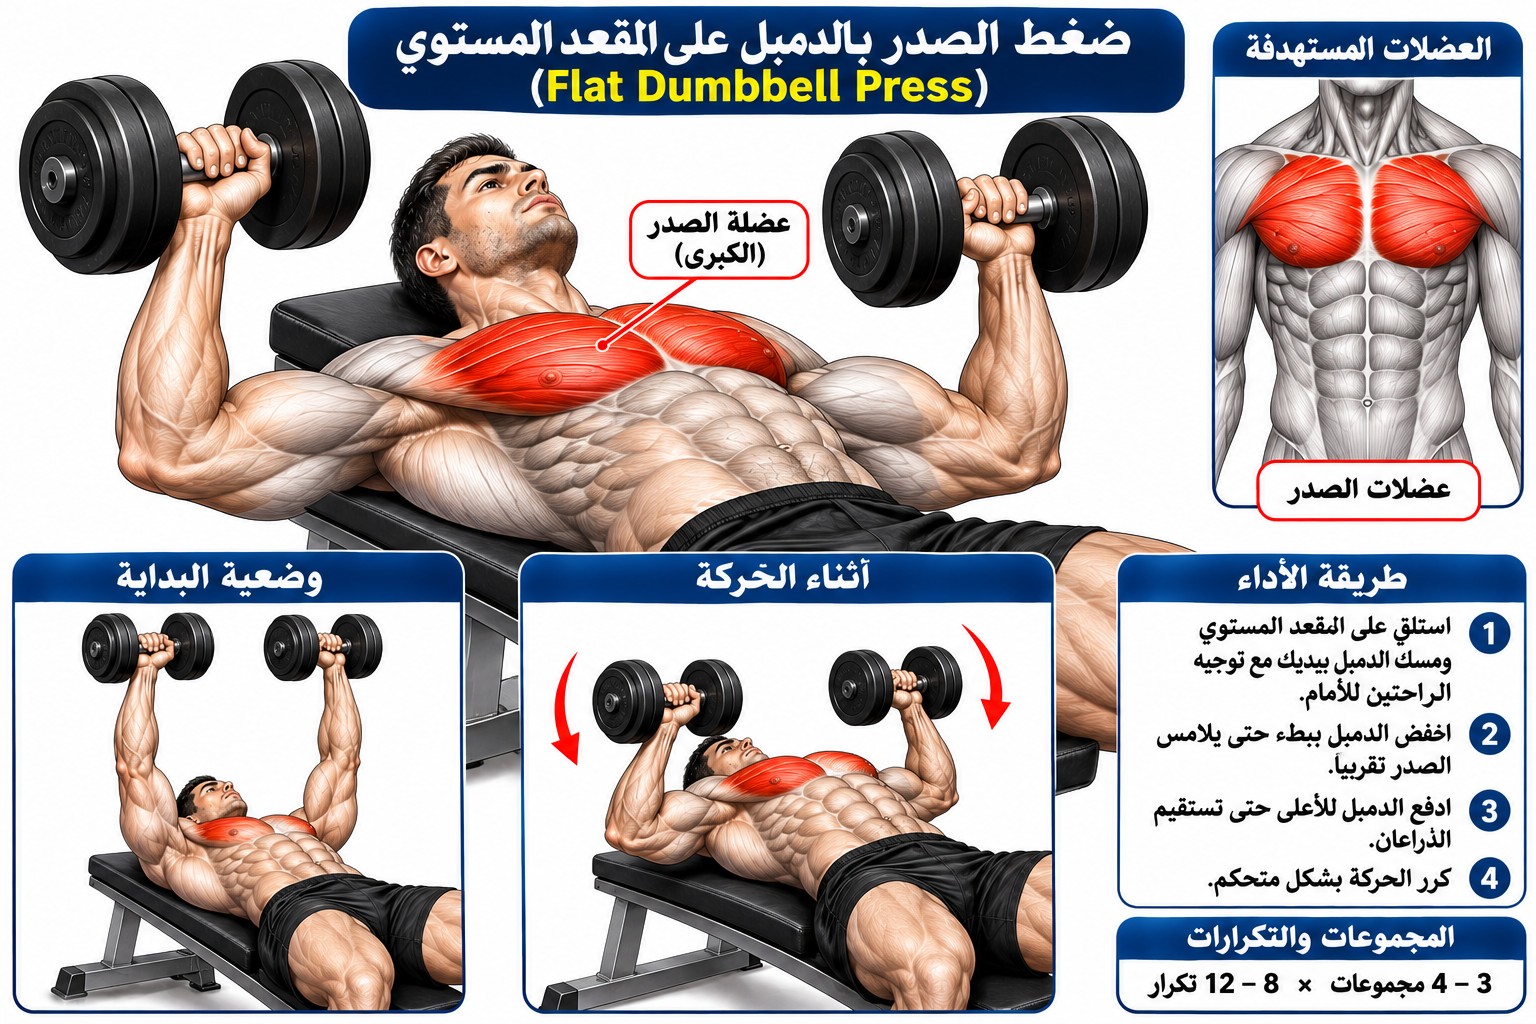 ضغط الصدر بالدمبل على المقعد المستوي
(Flat Dumbbell Press)
العضلات المستهدفة
عضلة الصدر
(الكبرى)
عضلات الصدر
وضعية البداية
أثناء الحركة
طريقة الأداء
1 استلقِ على المقعد المستوي
ومسك الدمبل بيديك مع توجيه
الراحتين للأمام.
2 اخفض الدمبل ببطء حتى يلامس
الصدر تقريباً.
3 ادفع الدمبل للأعلى حتى تستقيم
الذراعان.
4 كرر الحركة بشكل متحكم.
المجموعات والتكرارات
3 – 4 مجموعات × 8 – 12 تكرار